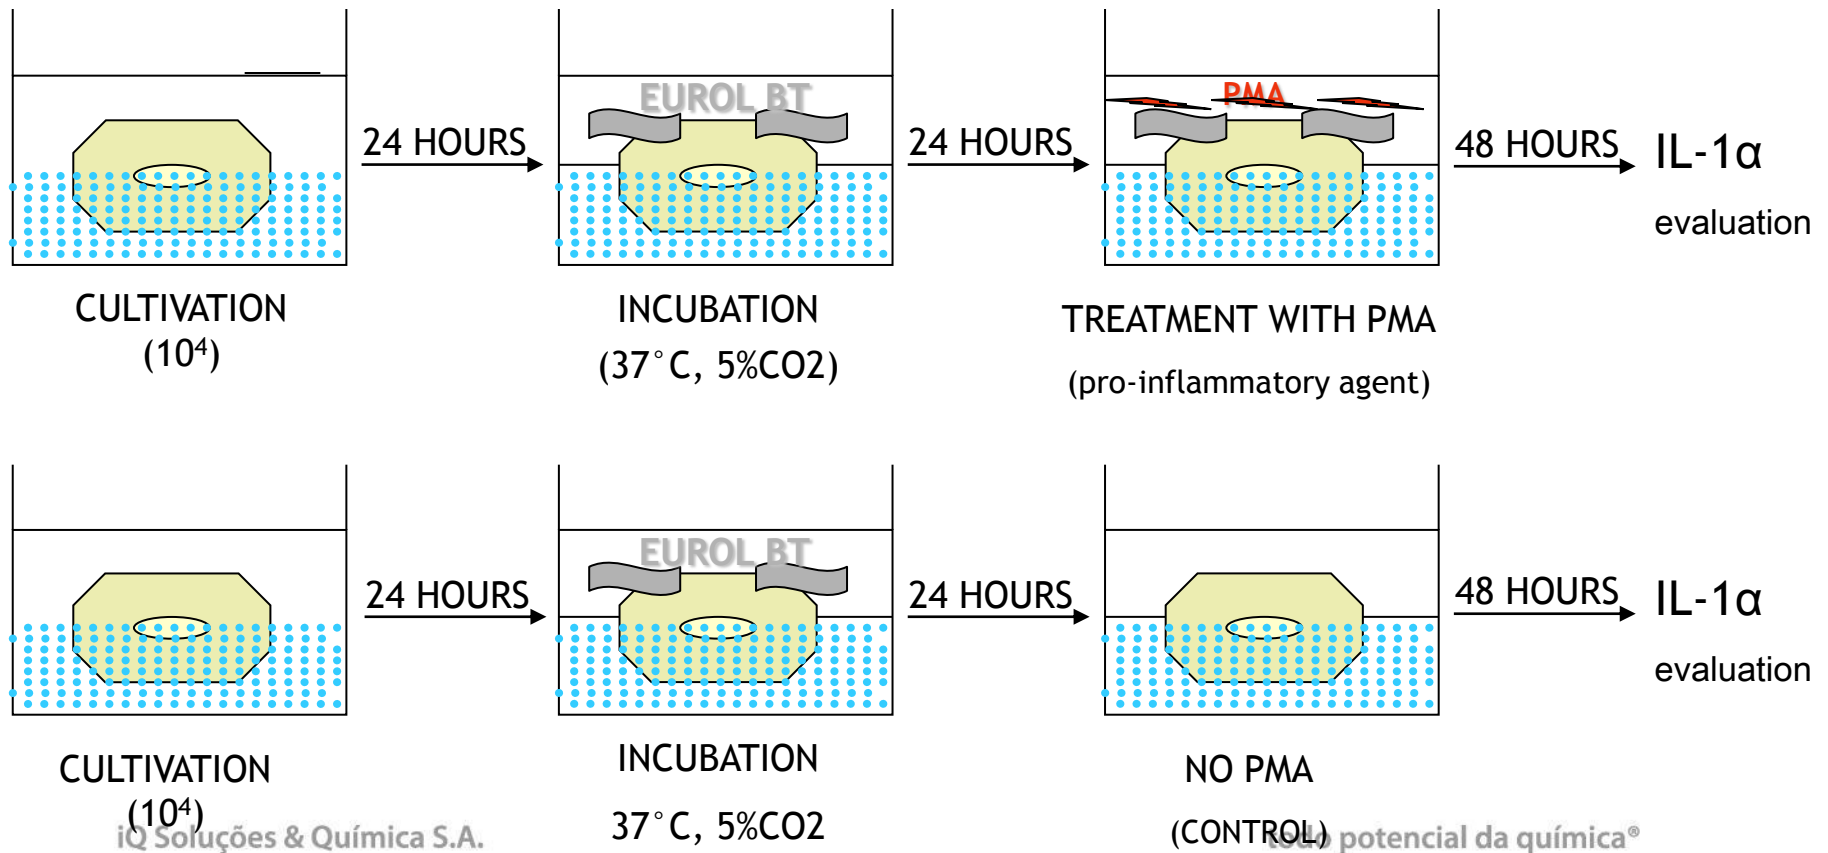 EUROL BT
PMA
24 HOURS
24 HOURS
48 HOURS
IL-1α
evaluation
CULTIVATION
(10⁴)
INCUBATION
(37°C, 5%CO2)
TREATMENT WITH PMA
(pro-inflammatory agent)
EUROL BT
24 HOURS
24 HOURS
48 HOURS
IL-1α
evaluation
CULTIVATION
(10⁴)
INCUBATION
37°C, 5%CO2
NO PMA
(CONTROL)
iQ Soluções & Química S.A.
todo potencial da química®